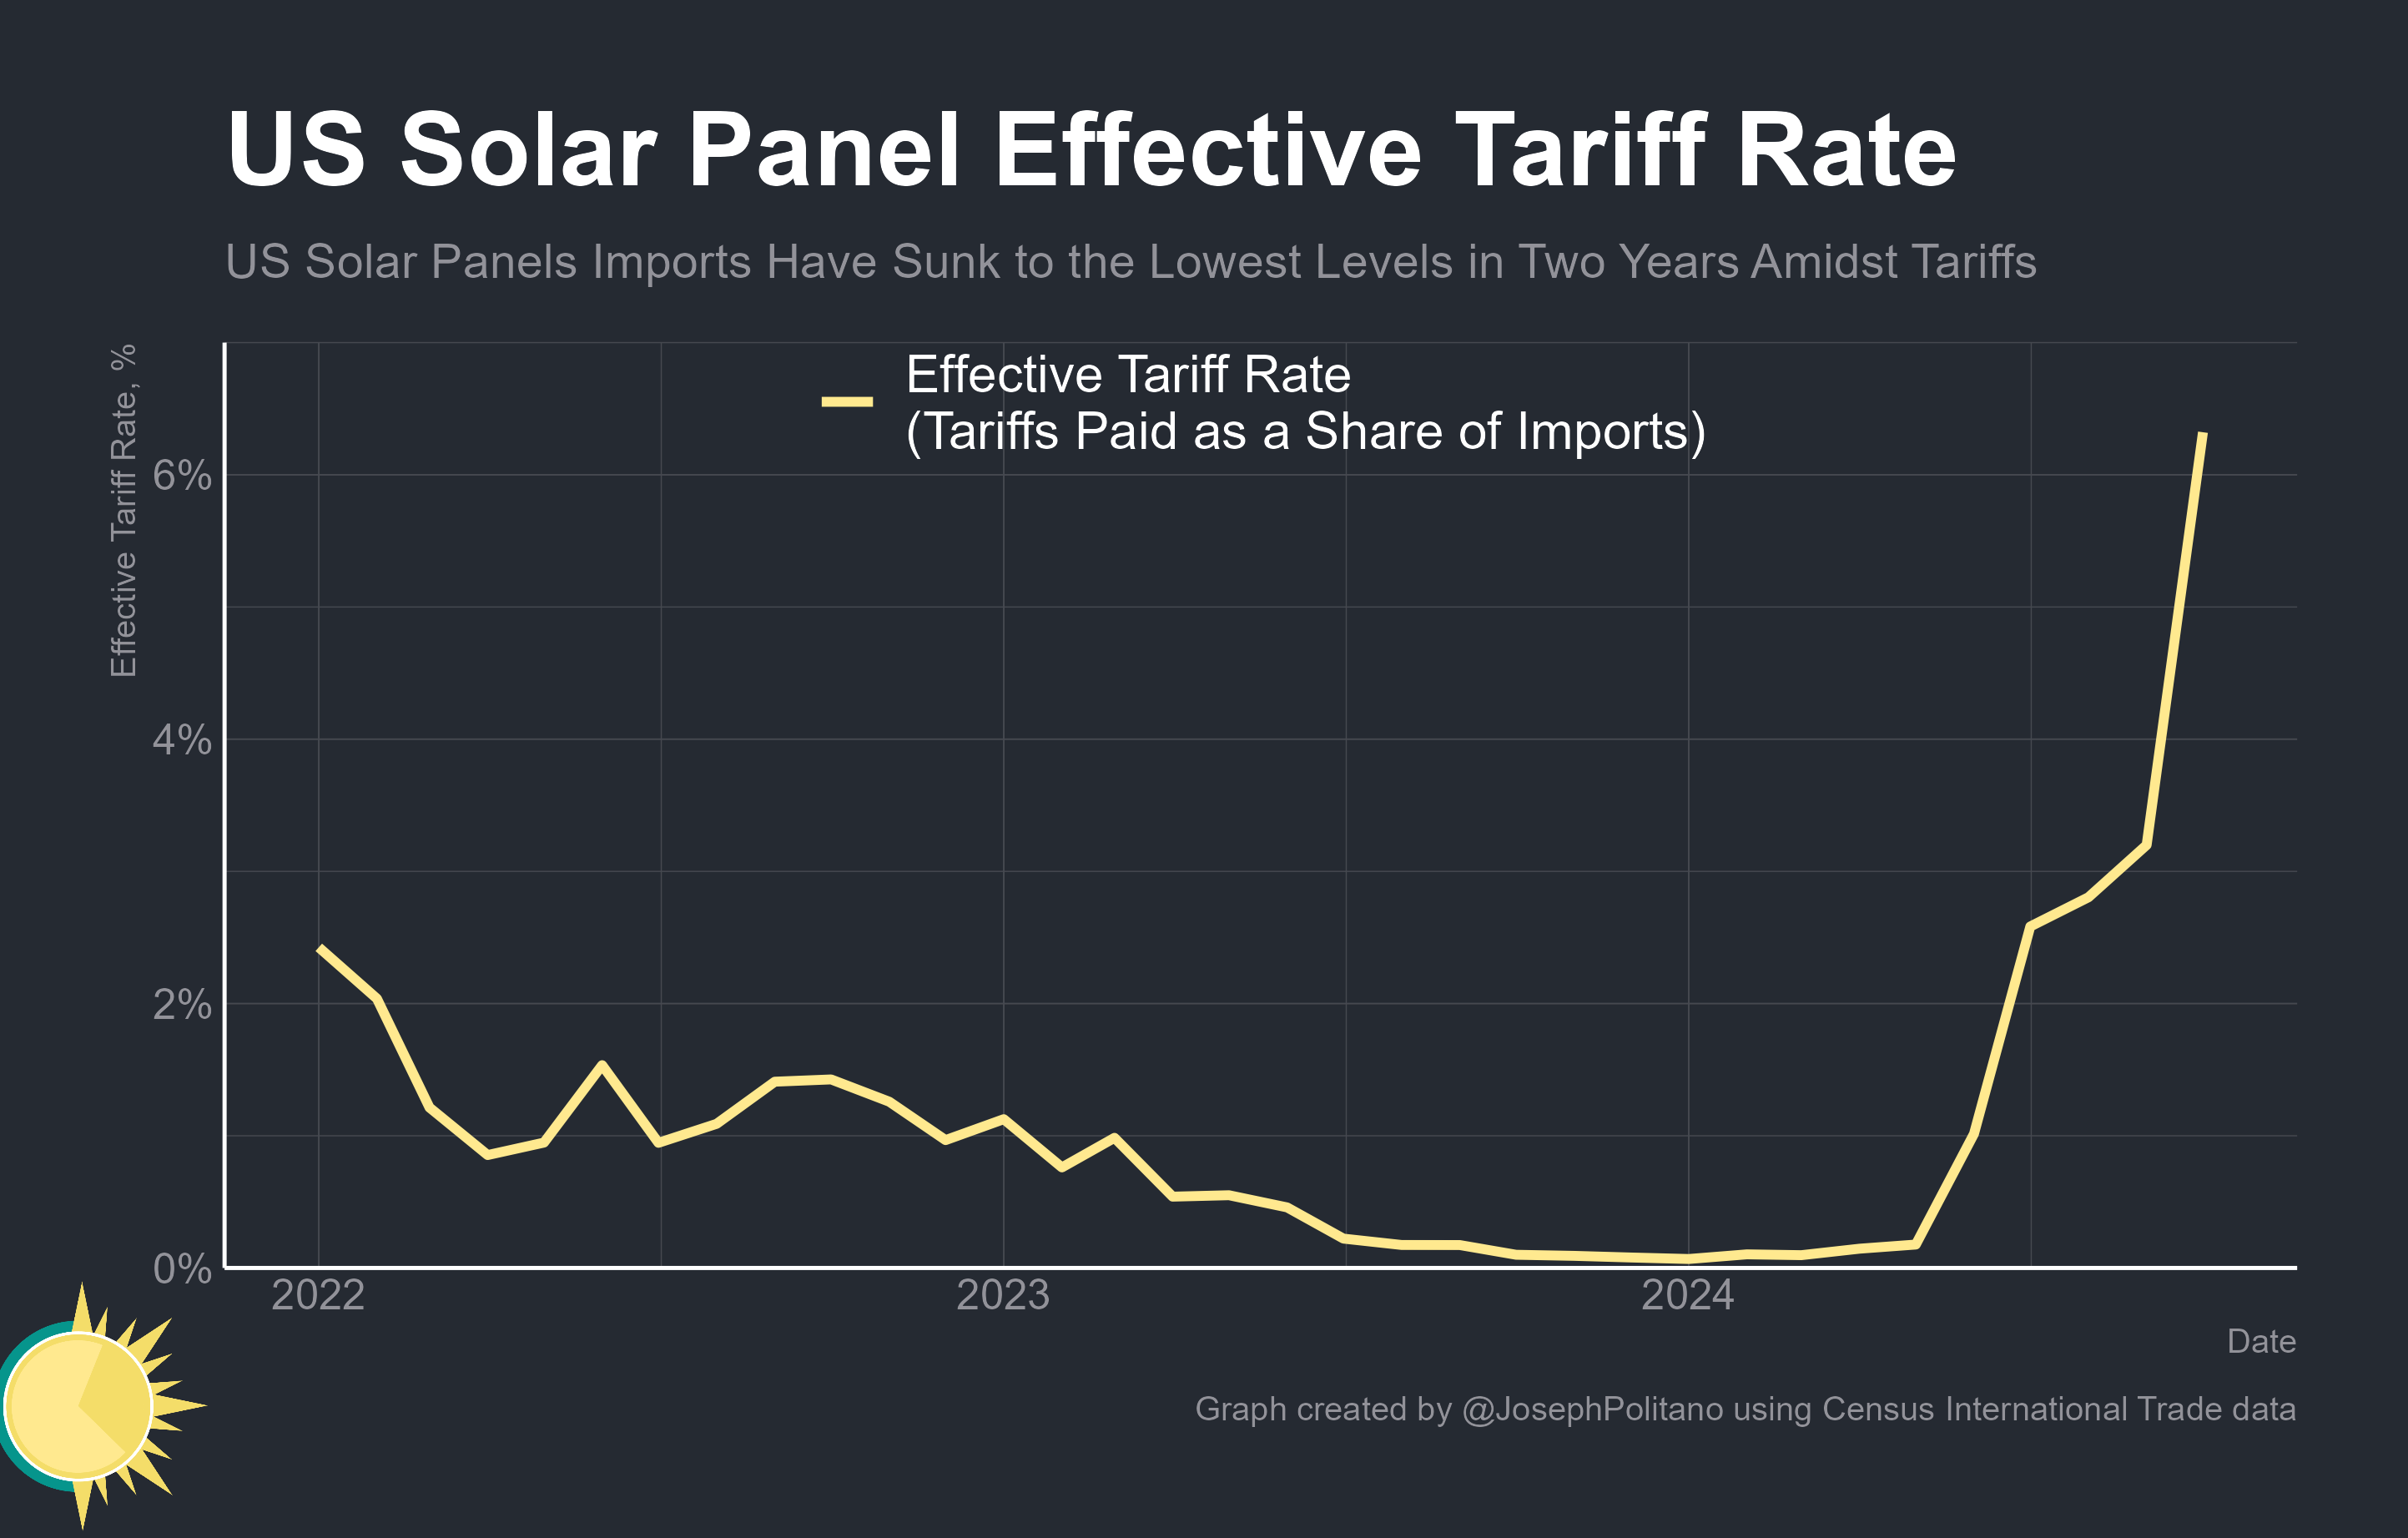 US Solar Panel Effective Tariff Rate
US Solar Panels Imports Have Sunk to the Lowest Levels in Two Years Amidst Tariffs
Effective Tariff Rate, %
Effective Tariff Rate
(Tariffs Paid as a Share of Imports)
6%
4%
2%
0%
2022 2023 2024
Date
Graph created by @JosephPolitano using Census International Trade data